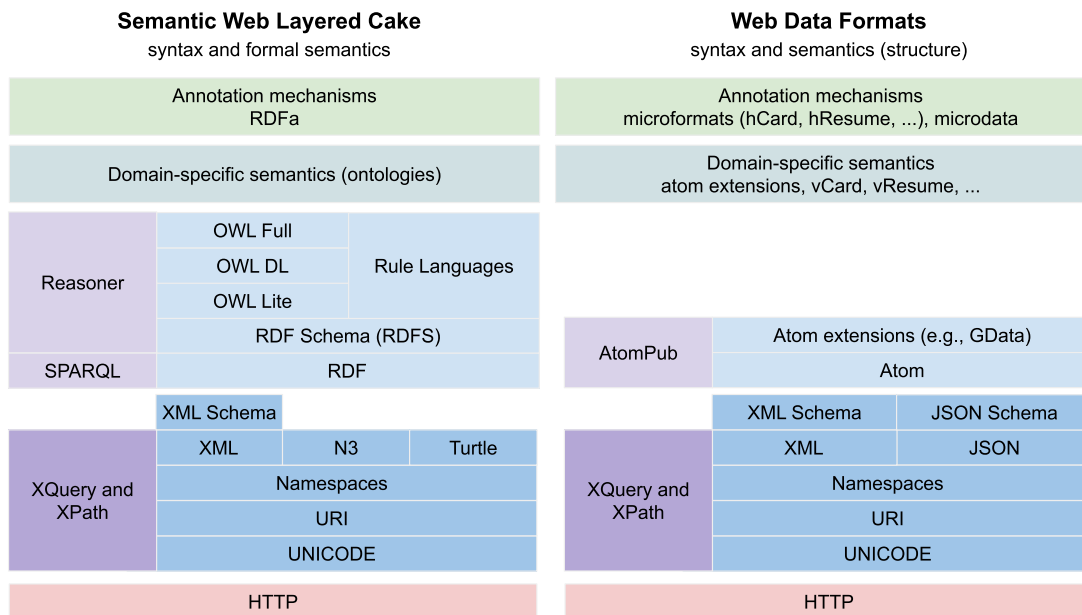 Semantic Web Layered Cake
syntax and formal semantics
Annotation mechanisms
RDFa
Domain-specific semantics (ontologies)
Reasoner
OWL Full
OWL DL
OWL Lite
Rule Languages
RDF Schema (RDFS)
SPARQL
RDF
XML Schema
XML
N3
Turtle
XQuery and
XPath
Namespaces
URI
UNICODE
HTTP
Web Data Formats
syntax and semantics (structure)
Annotation mechanisms
microformats (hCard, hResume, ...), microdata
Domain-specific semantics
atom extensions, vCard, vResume, ...
AtomPub
Atom extensions (e.g., GData)
Atom
XML Schema
JSON Schema
XML
JSON
XQuery and
XPath
Namespaces
URI
UNICODE
HTTP